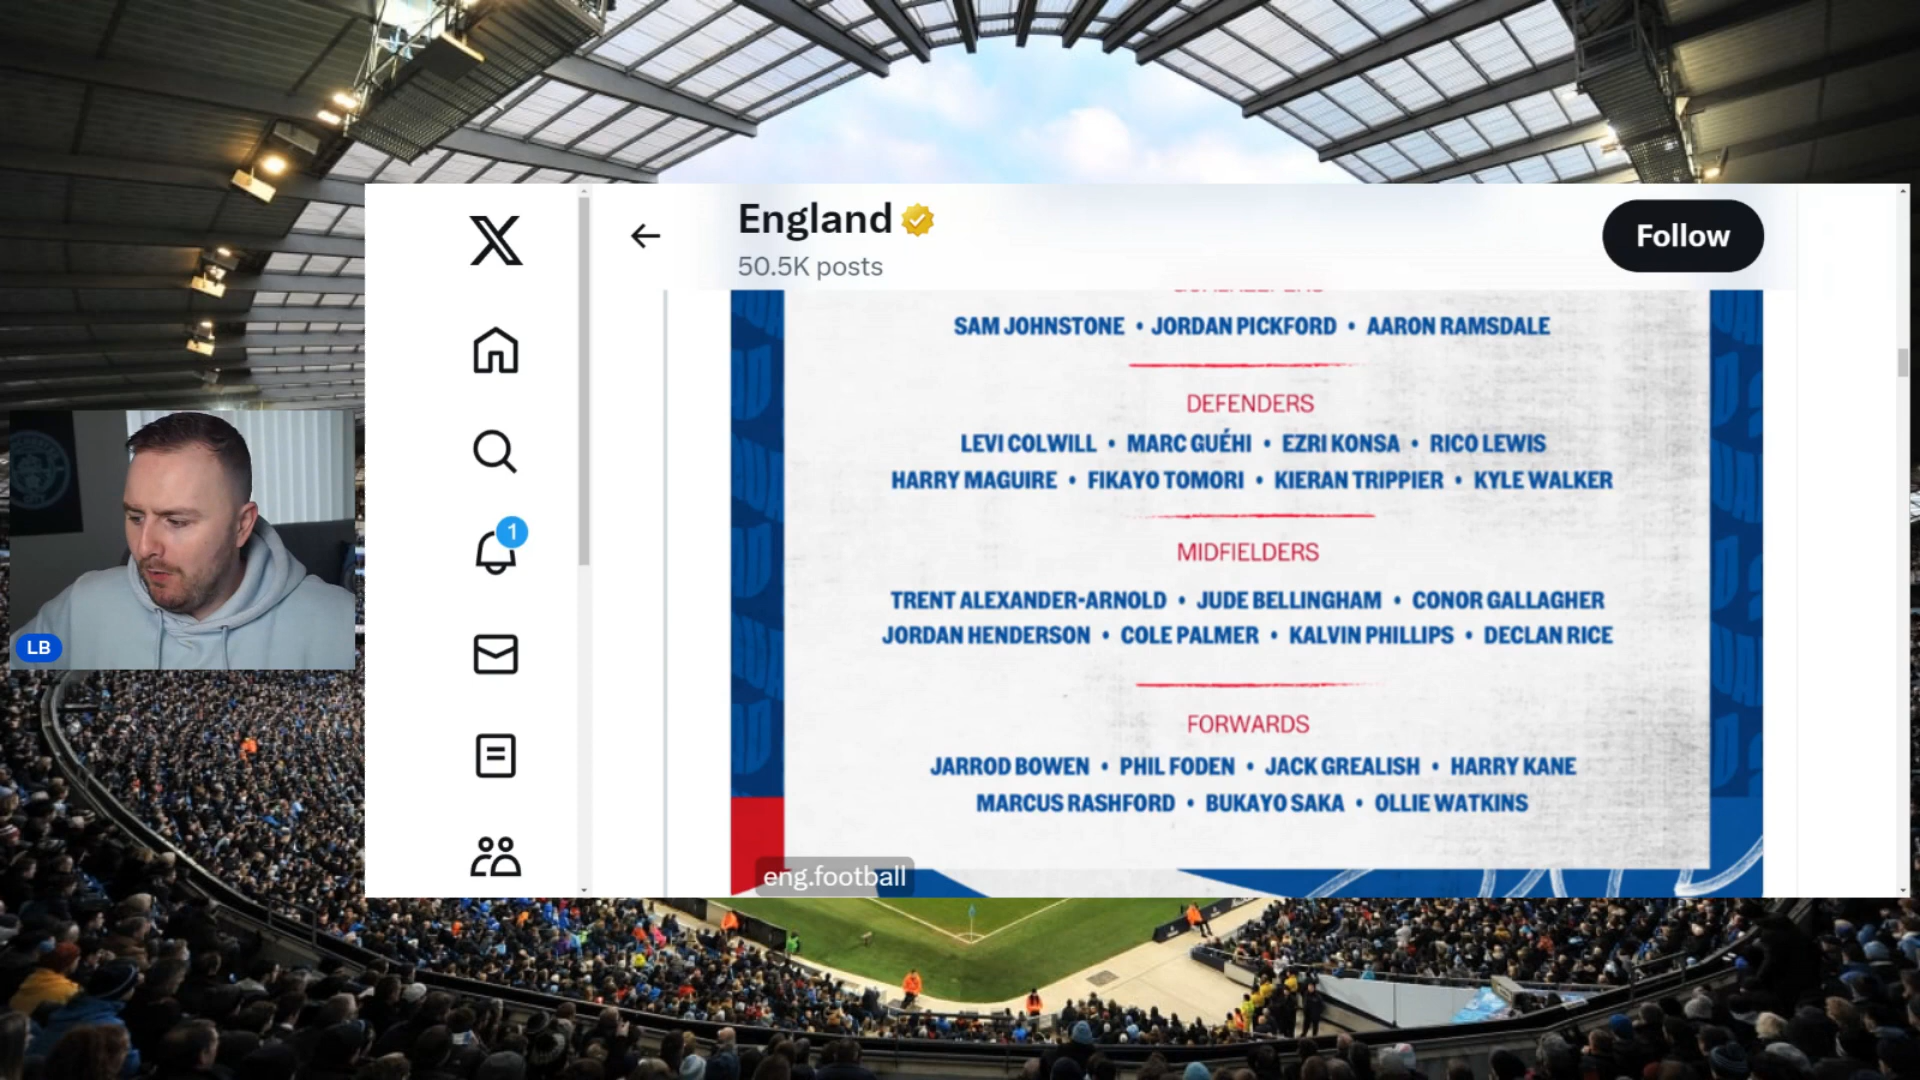 England
50.5K posts
Follow
SAM JOHNSTONE • JORDAN PICKFORD • AARON RAMSDALE
DEFENDERS
LEVI COLWILL • MARC GUÉHI • EZRI KONSA • RICO LEWIS
HARRY MAGUIRE • FIKAYO TOMORI • KIERAN TRIPPIER • KYLE WALKER
1
MIDFIELDERS
TRENT ALEXANDER-ARNOLD • JUDE BELLINGHAM • CONOR GALLAGHER
JORDAN HENDERSON • COLE PALMER • KALVIN PHILLIPS • DECLAN RICE
LB
FORWARDS
JARROD BOWEN • PHIL FODEN • JACK GREALISH • HARRY KANE
MARCUS RASHFORD • BUKAYO SAKA • OLLIE WATKINS
eng.football